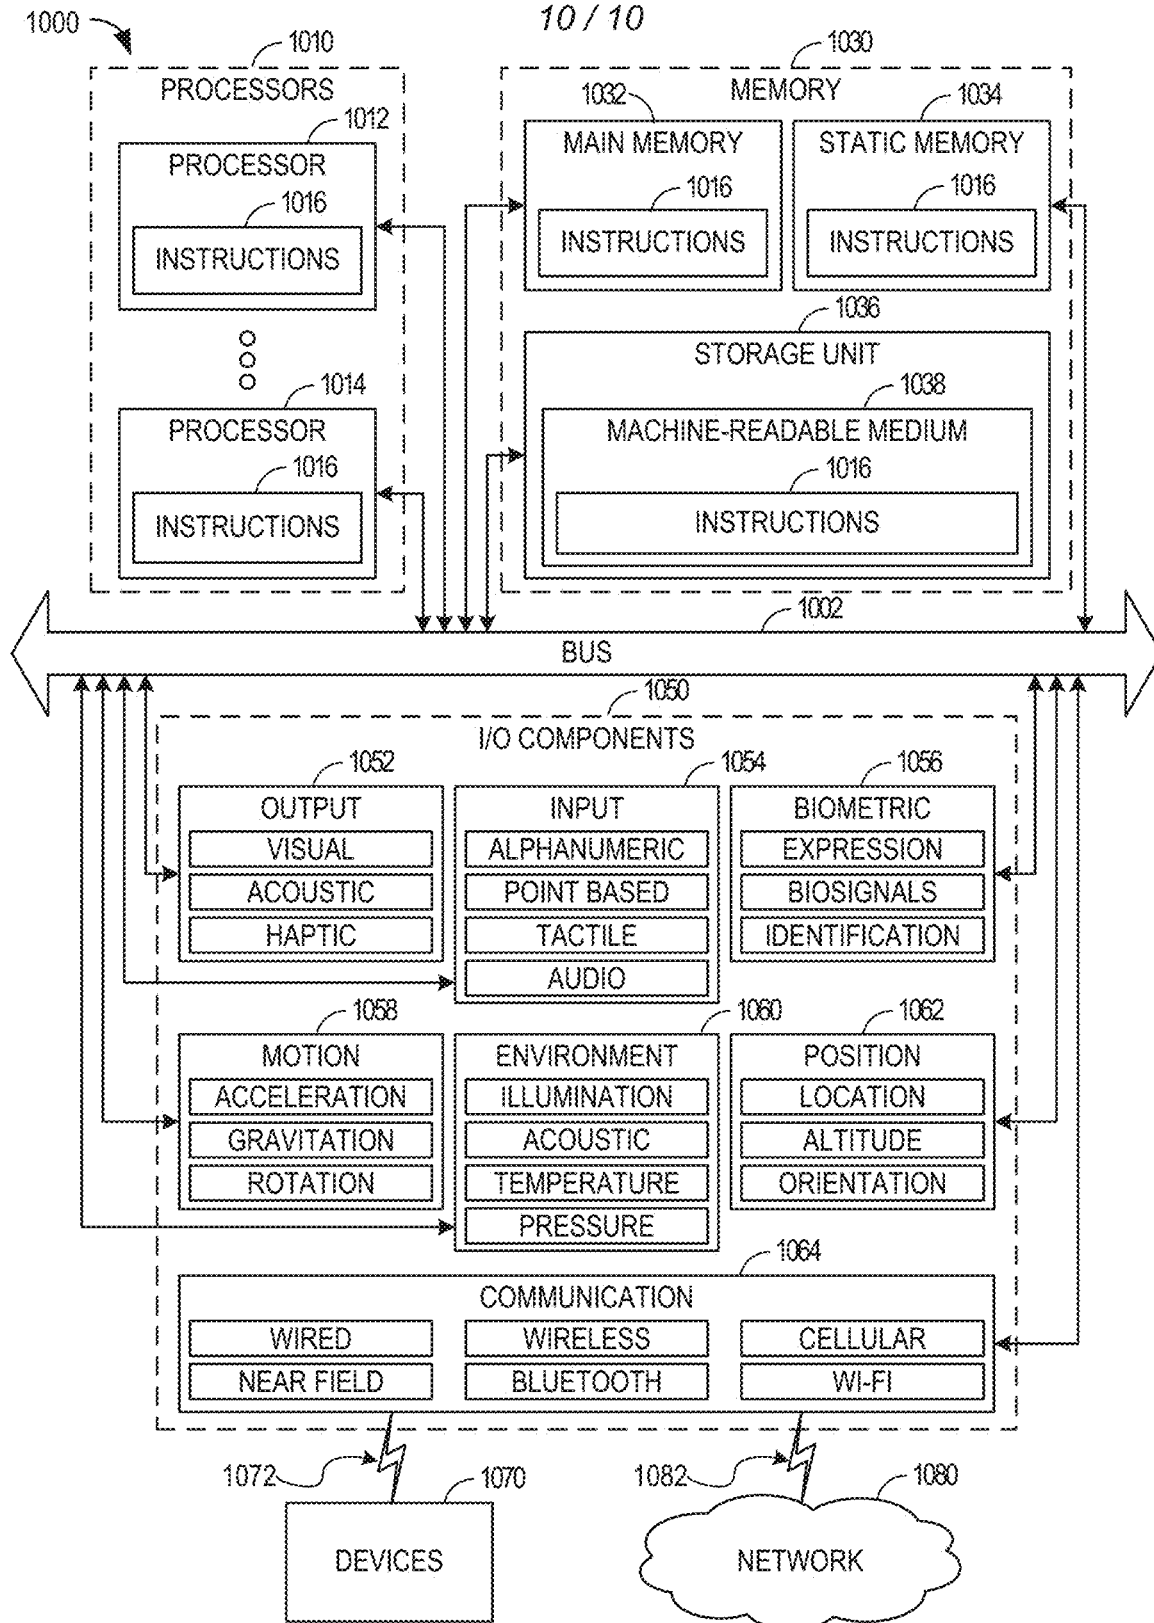 10 / 10
1000
1010
PROCESSORS
1012
PROCESSOR
1016
INSTRUCTIONS
1014
PROCESSOR
1016
INSTRUCTIONS
1030
MEMORY
1032
MAIN MEMORY
1016
INSTRUCTIONS
1034
STATIC MEMORY
1016
INSTRUCTIONS
1036
STORAGE UNIT
1038
MACHINE-READABLE MEDIUM
1016
INSTRUCTIONS
1002
BUS
1050
I/O COMPONENTS
1052
OUTPUT
VISUAL
ACOUSTIC
HAPTIC
1054
INPUT
ALPHANUMERIC
POINT BASED
TACTILE
AUDIO
1056
BIOMETRIC
EXPRESSION
BIOSIGNALS
IDENTIFICATION
1058
MOTION
ACCELERATION
GRAVITATION
ROTATION
1060
ENVIRONMENT
ILLUMINATION
ACOUSTIC
TEMPERATURE
PRESSURE
1062
POSITION
LOCATION
ALTITUDE
ORIENTATION
1064
COMMUNICATION
WIRED
WIRELESS
CELLULAR
NEAR FIELD
BLUETOOTH
WI-FI
1072
1070
DEVICES
1082
1080
NETWORK